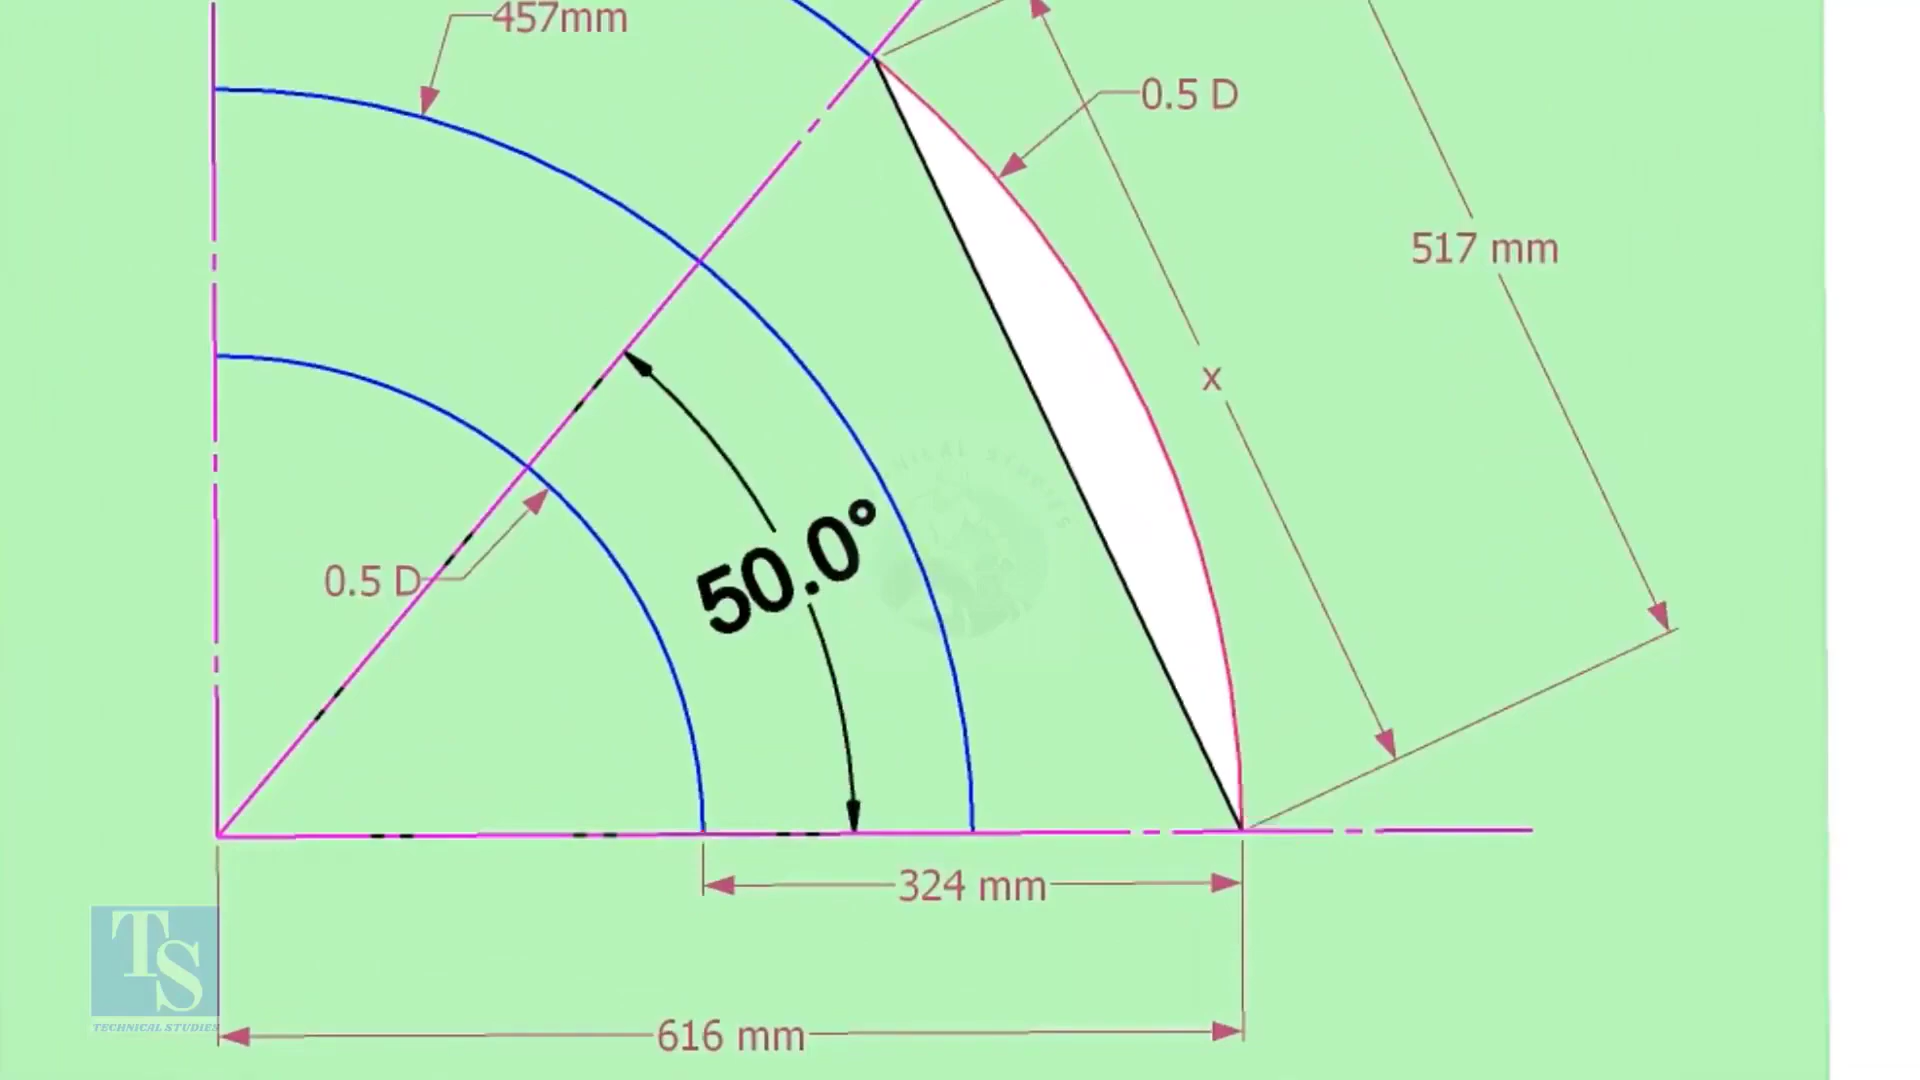 457mm
0.5 D
517 mm
x
50.0°
0.5 D
324 mm
616 mm
TS
TECHNICAL STUDIES